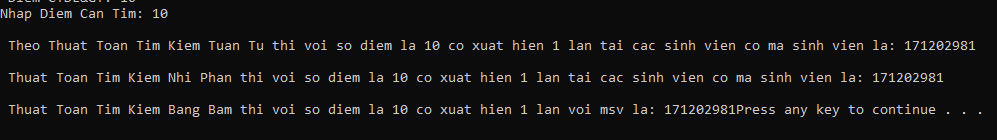 Nhap Diem Can Tim: 10
Theo Thuat Toan Tim Kiem Tuan Tu thi voi so diem la 10 co xuat hien 1 lan tai cac sinh vien co ma sinh vien la: 171202981
Thuat Toan Tim Kiem Nhi Phan thi voi so diem la 10 co xuat hien 1 lan tai cac sinh vien co ma sinh vien la: 171202981
Thuat Toan Tim Kiem Bang Bam thi voi so diem la 10 co xuat hien 1 lan voi msv la: 171202981Press any key to continue . . .